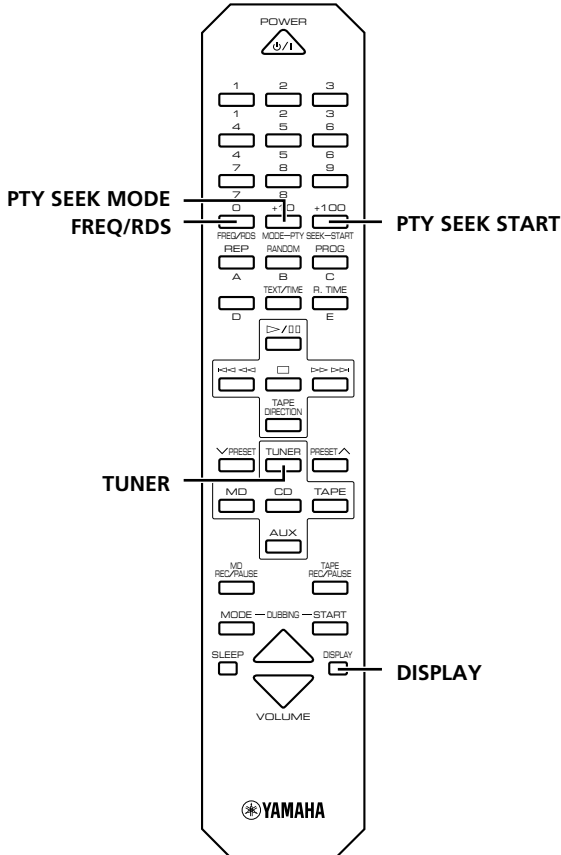 POWER
⏻/I
1 2 3
1 2 3
4 5 6
4 5 6
7 8 9
7 8
PTY SEEK MODE
0 +10 +100
FREQ/RDS
PTY SEEK START
FREQ/RDS MODE–PTY SEEK–START
REP RANDOM PROG
A B C
TEXT/TIME R. TIME
D E
TAPE
DIRECTION
PRESET TUNER PRESET
TUNER
MD CD TAPE
AUX
MD
REC/PAUSE
TAPE
REC/PAUSE
MODE – DUBBING – START
SLEEP DISPLAY
DISPLAY
VOLUME
YAMAHA